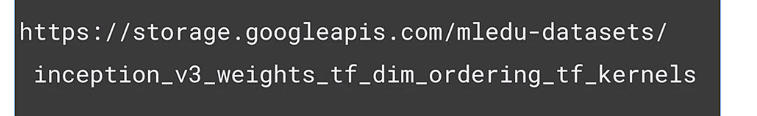 https://storage.googleapis.com/mledu-datasets/
inception_v3_weights_tf_dim_ordering_tf_kernels